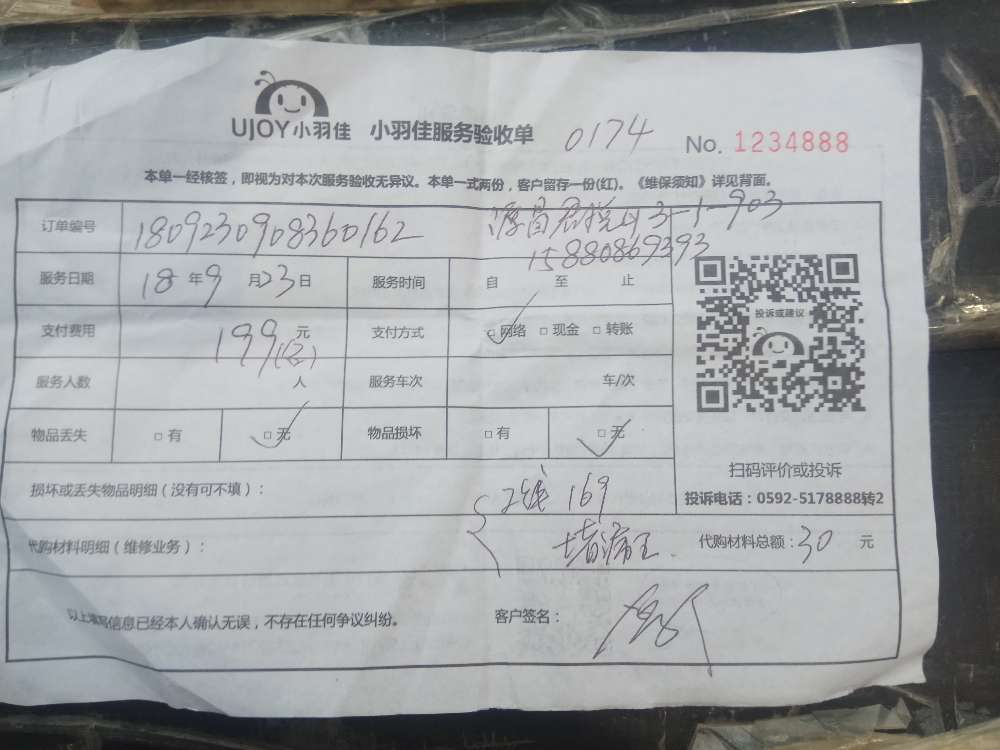 UJOY小羽佳 小羽佳服务验收单 0174 No. 1234888
本单一经核签，即视为对本次服务验收无异议。本单一式两份，客户留存一份(红)。《维保须知》详见背面。
订单编号 1809230908360162 3-1-903
15880869393
服务日期 18 年 9 月 23 日 服务时间 自 至 止
投诉或建议
支付费用 199 元 支付方式 □网络 □现金 □转账
服务人数 人 服务车次 车/次
物品丢失 □有 □无 物品损坏 □有 □无
扫码评价或投诉
损坏或丢失物品明细（没有可不填）： 169
投诉电话：0592-5178888转2
代购材料明细（维修业务）： 堵漏王 代购材料总额：30 元
以上填写信息已经本人确认无误，不存在任何争议纠纷。 客户签名：